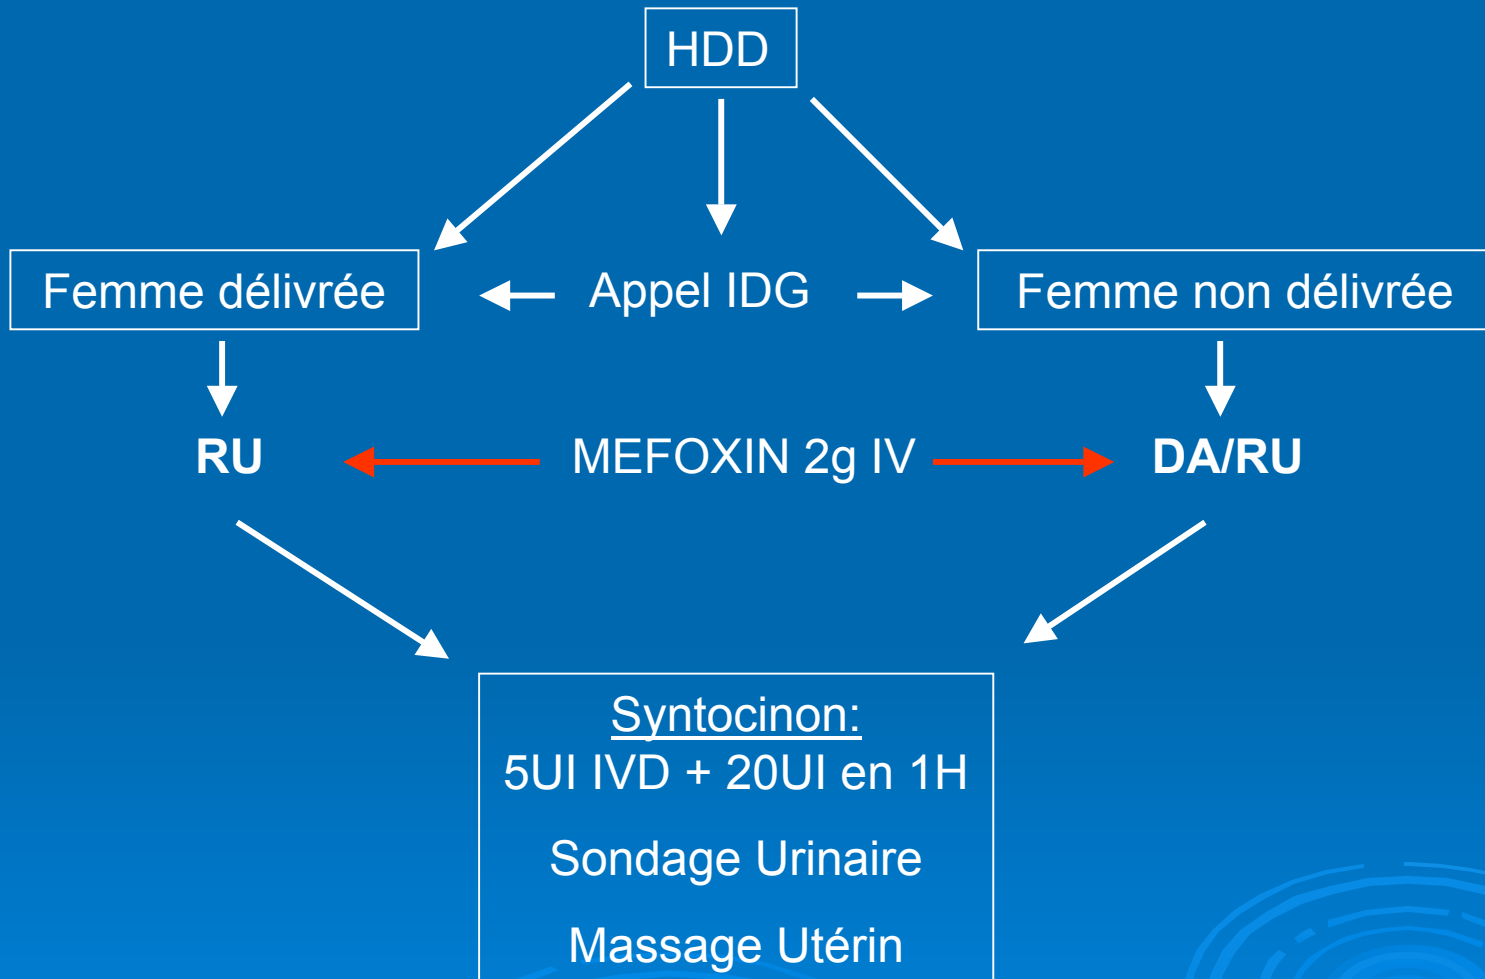 HDD
Femme délivrée
Appel IDG
Femme non délivrée
RU
MEFOXIN 2g IV
DA/RU
Syntocinon:
5UI IVD + 20UI en 1H
Sondage Urinaire
Massage Utérin